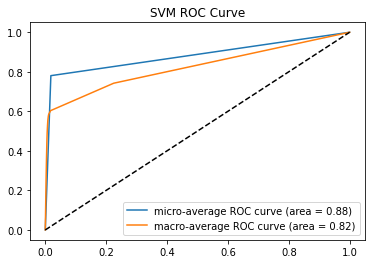 SVM ROC Curve
1.0
0.8
0.6
0.4
0.2
0.0
micro-average ROC curve (area = 0.88)
macro-average ROC curve (area = 0.82)
0.0 0.2 0.4 0.6 0.8 1.0